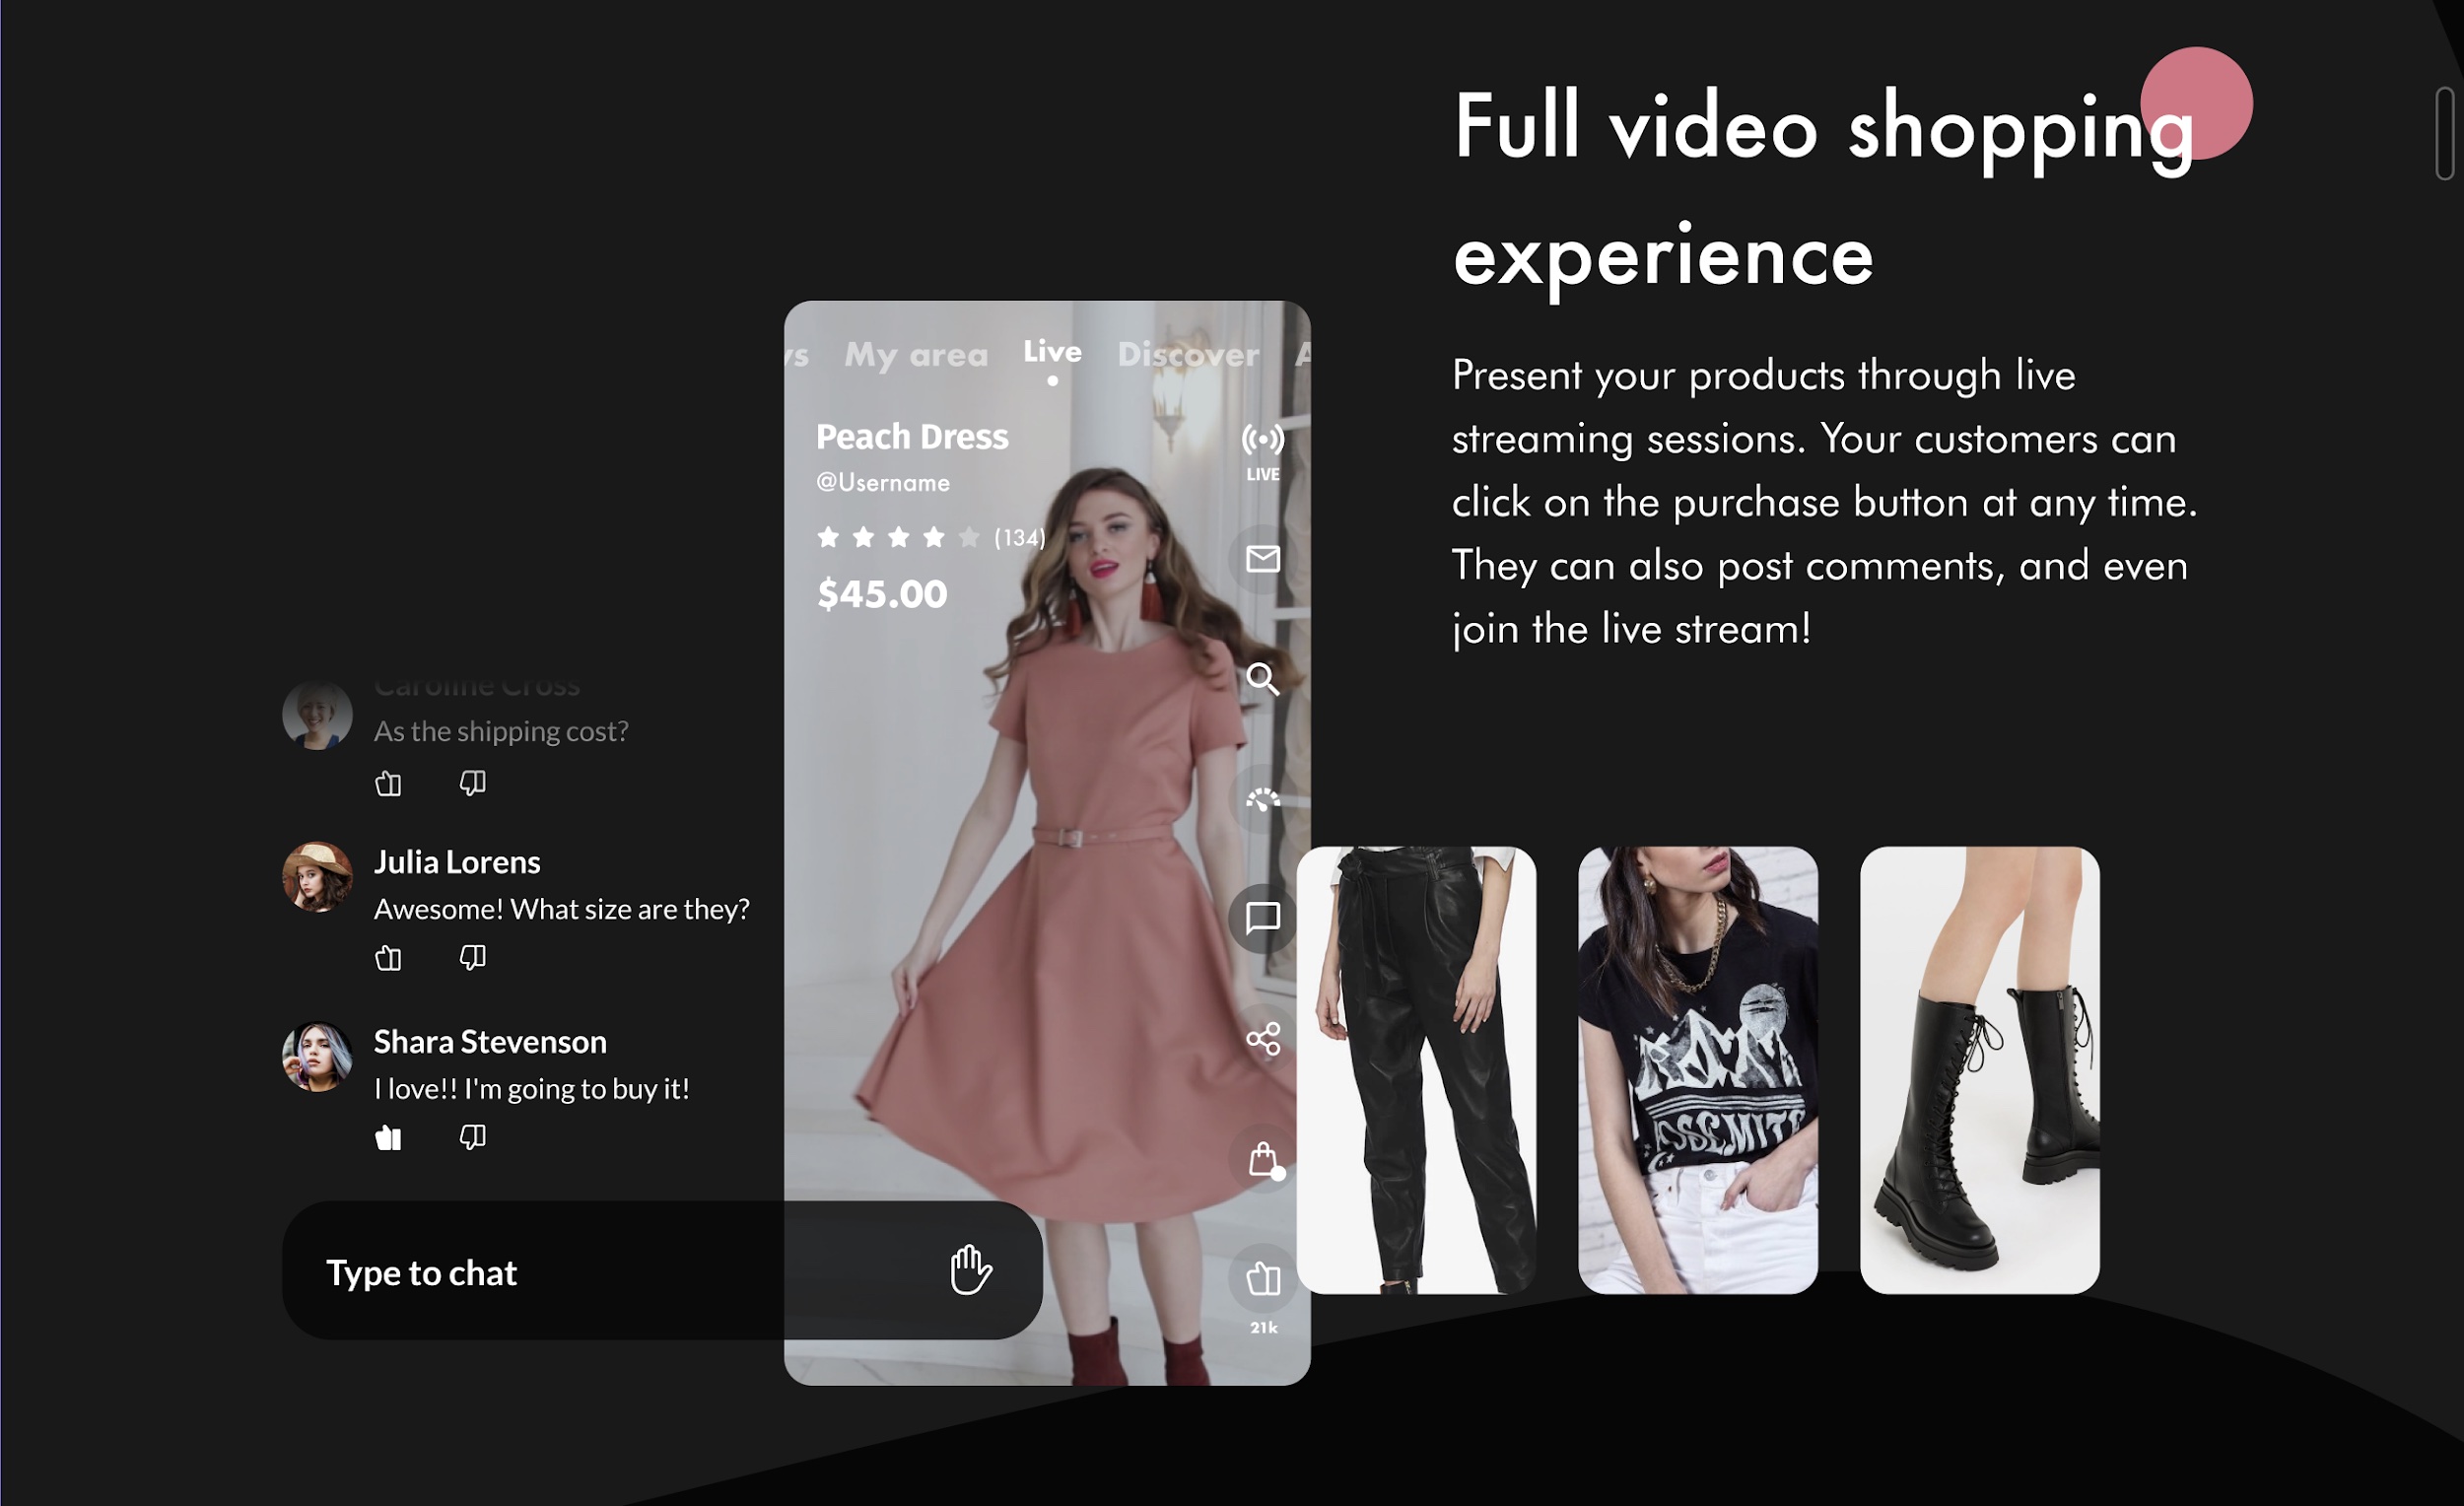 Full video shopping
experience
Present your products through live
streaming sessions. Your customers can
click on the purchase button at any time.
They can also post comments, and even
join the live stream!
My area Live Discover
Peach Dress
@Username
(134)
$45.00
LIVE
21k
Caroline Cross
As the shipping cost?
Julia Lorens
Awesome! What size are they?
Shara Stevenson
I love!! I'm going to buy it!
Type to chat